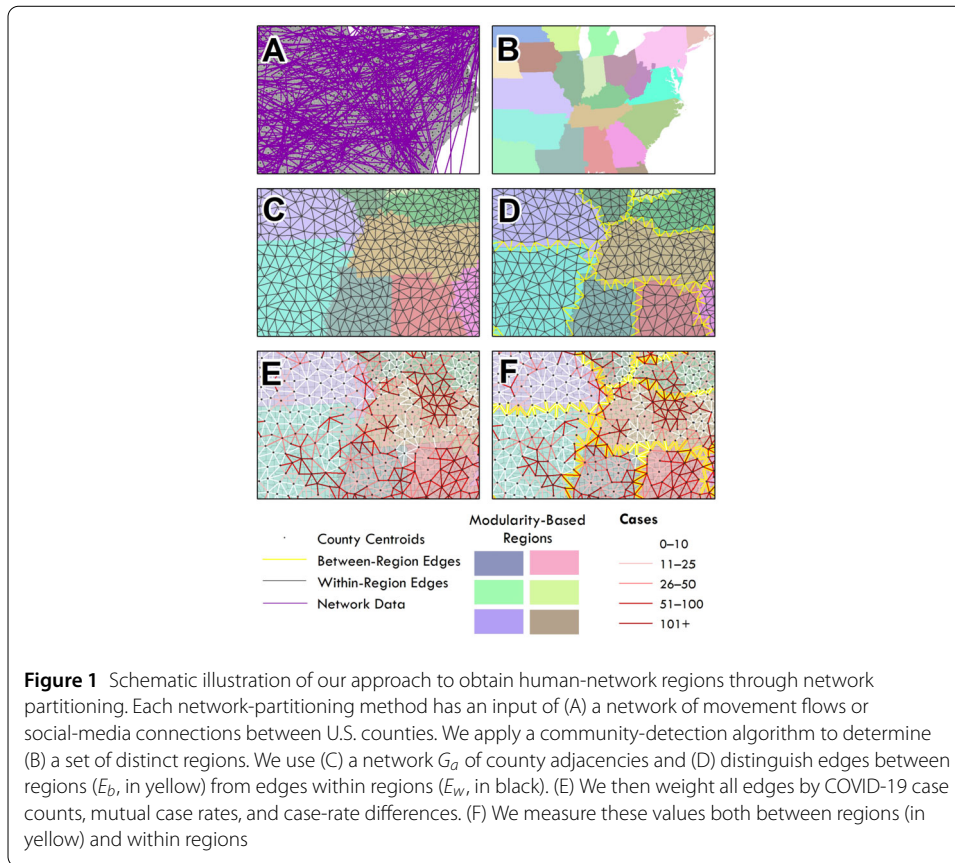 A
B
C
D
E
F
County Centroids
Between-Region Edges
Within-Region Edges
Network Data
Modularity-Based
Regions
Cases
0–10
11–25
26–50
51–100
101+
Figure 1 Schematic illustration of our approach to obtain human-network regions through network
partitioning. Each network-partitioning method has an input of (A) a network of movement flows or
social-media connections between U.S. counties. We apply a community-detection algorithm to determine
(B) a set of distinct regions. We use (C) a network Ga of county adjacencies and (D) distinguish edges between
regions (Eb, in yellow) from edges within regions (Ew, in black). (E) We then weight all edges by COVID-19 case
counts, mutual case rates, and case-rate differences. (F) We measure these values both between regions (in
yellow) and within regions